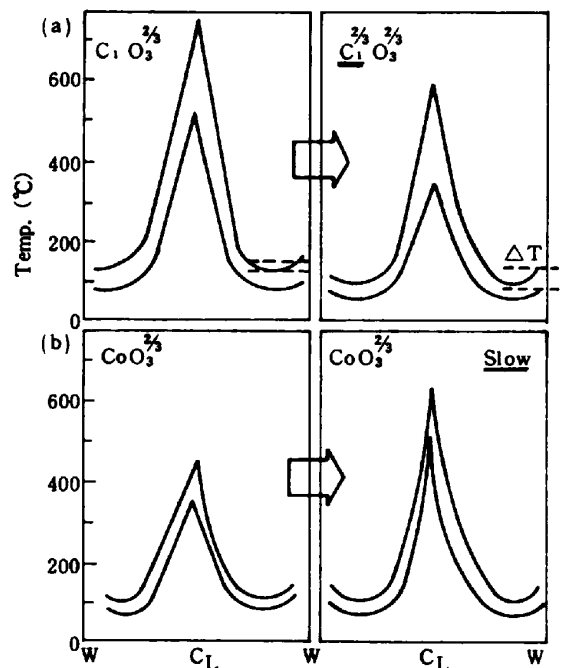 (a)
C₁ O₃^2/3
C₁^2/3 O₃^2/3
600
400
200
0
Temp. (℃)
ΔT
(b)
CoO₃^2/3
CoO₃^2/3 Slow
600
400
200
0
W C_L W C_L W